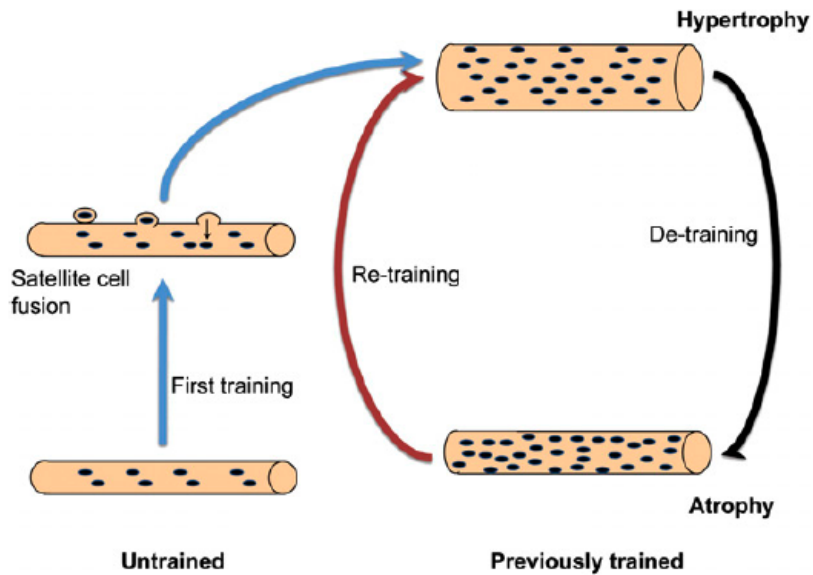 Hypertrophy
De-training
Re-training
Satellite cell
fusion
First training
Atrophy
Untrained
Previously trained